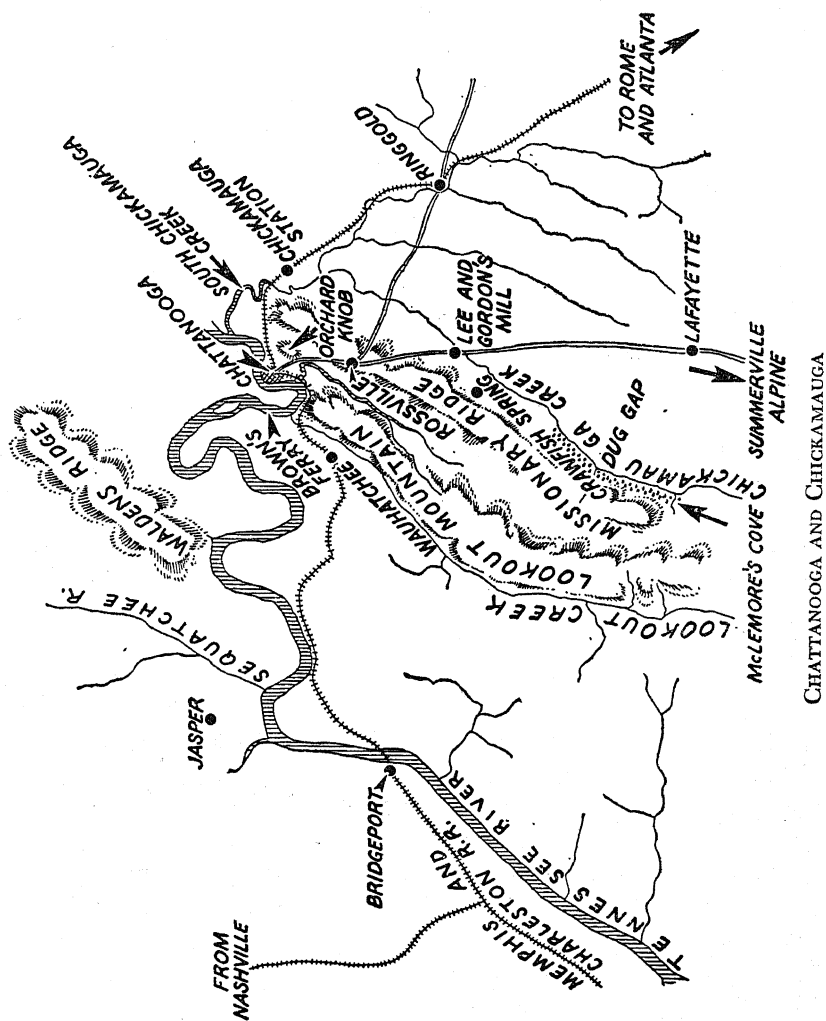 FROM
NASHVILLE
MEMPHIS
AND
CHARLESTON R.R.
TENNESSEE RIVER
BRIDGEPORT
JASPER
SEQUATCHEE R.
WALDENS RIDGE
BROWN'S
FERRY
WAUHATCHEE
CHATTANOOGA
SOUTH CHICKAMAUGA
CREEK
CHICKAMAUGA
STATION
ORCHARD
KNOB
ROSSVILLE
RINGGOLD
TO ROME
AND ATLANTA
LEE AND
GORDON'S
MILL
LAFAYETTE
SUMMERVILLE
ALPINE
CRAWFISH SPRING
MISSIONARY RIDGE
DUG GAP
CHICKAMAUGA CREEK
LOOKOUT MOUNTAIN
LOOKOUT CREEK
McLEMORE'S COVE
CHATTANOOGA AND CHICKAMAUGA